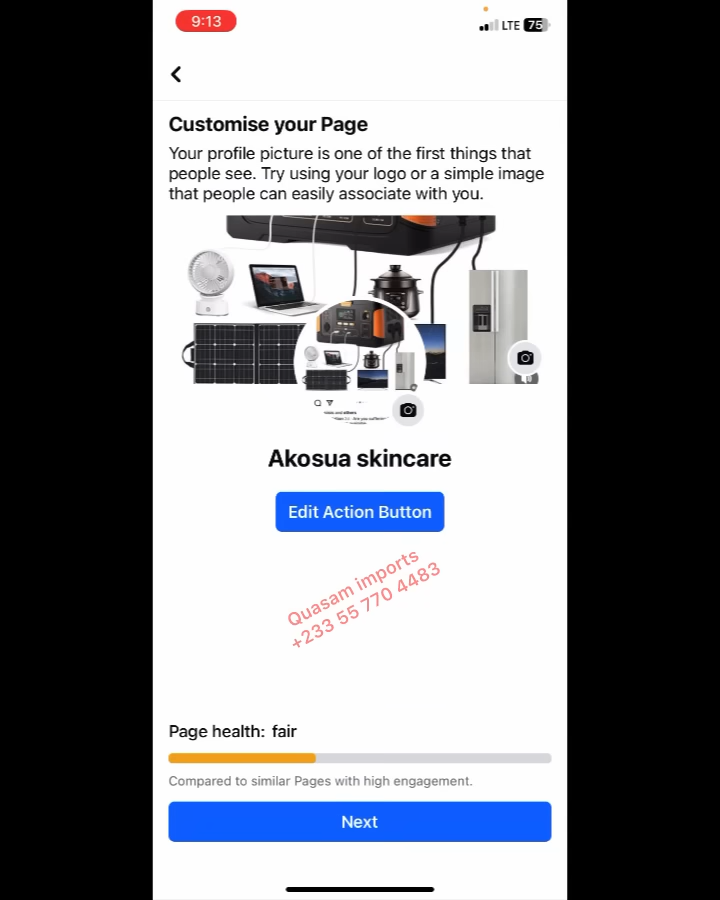 9:13
LTE 75
Customise your Page
Your profile picture is one of the first things that
people see. Try using your logo or a simple image
that people can easily associate with you.
Akosua skincare
Edit Action Button
Quasam imports
+233 55 770 4483
Page health: fair
Compared to similar Pages with high engagement.
Next